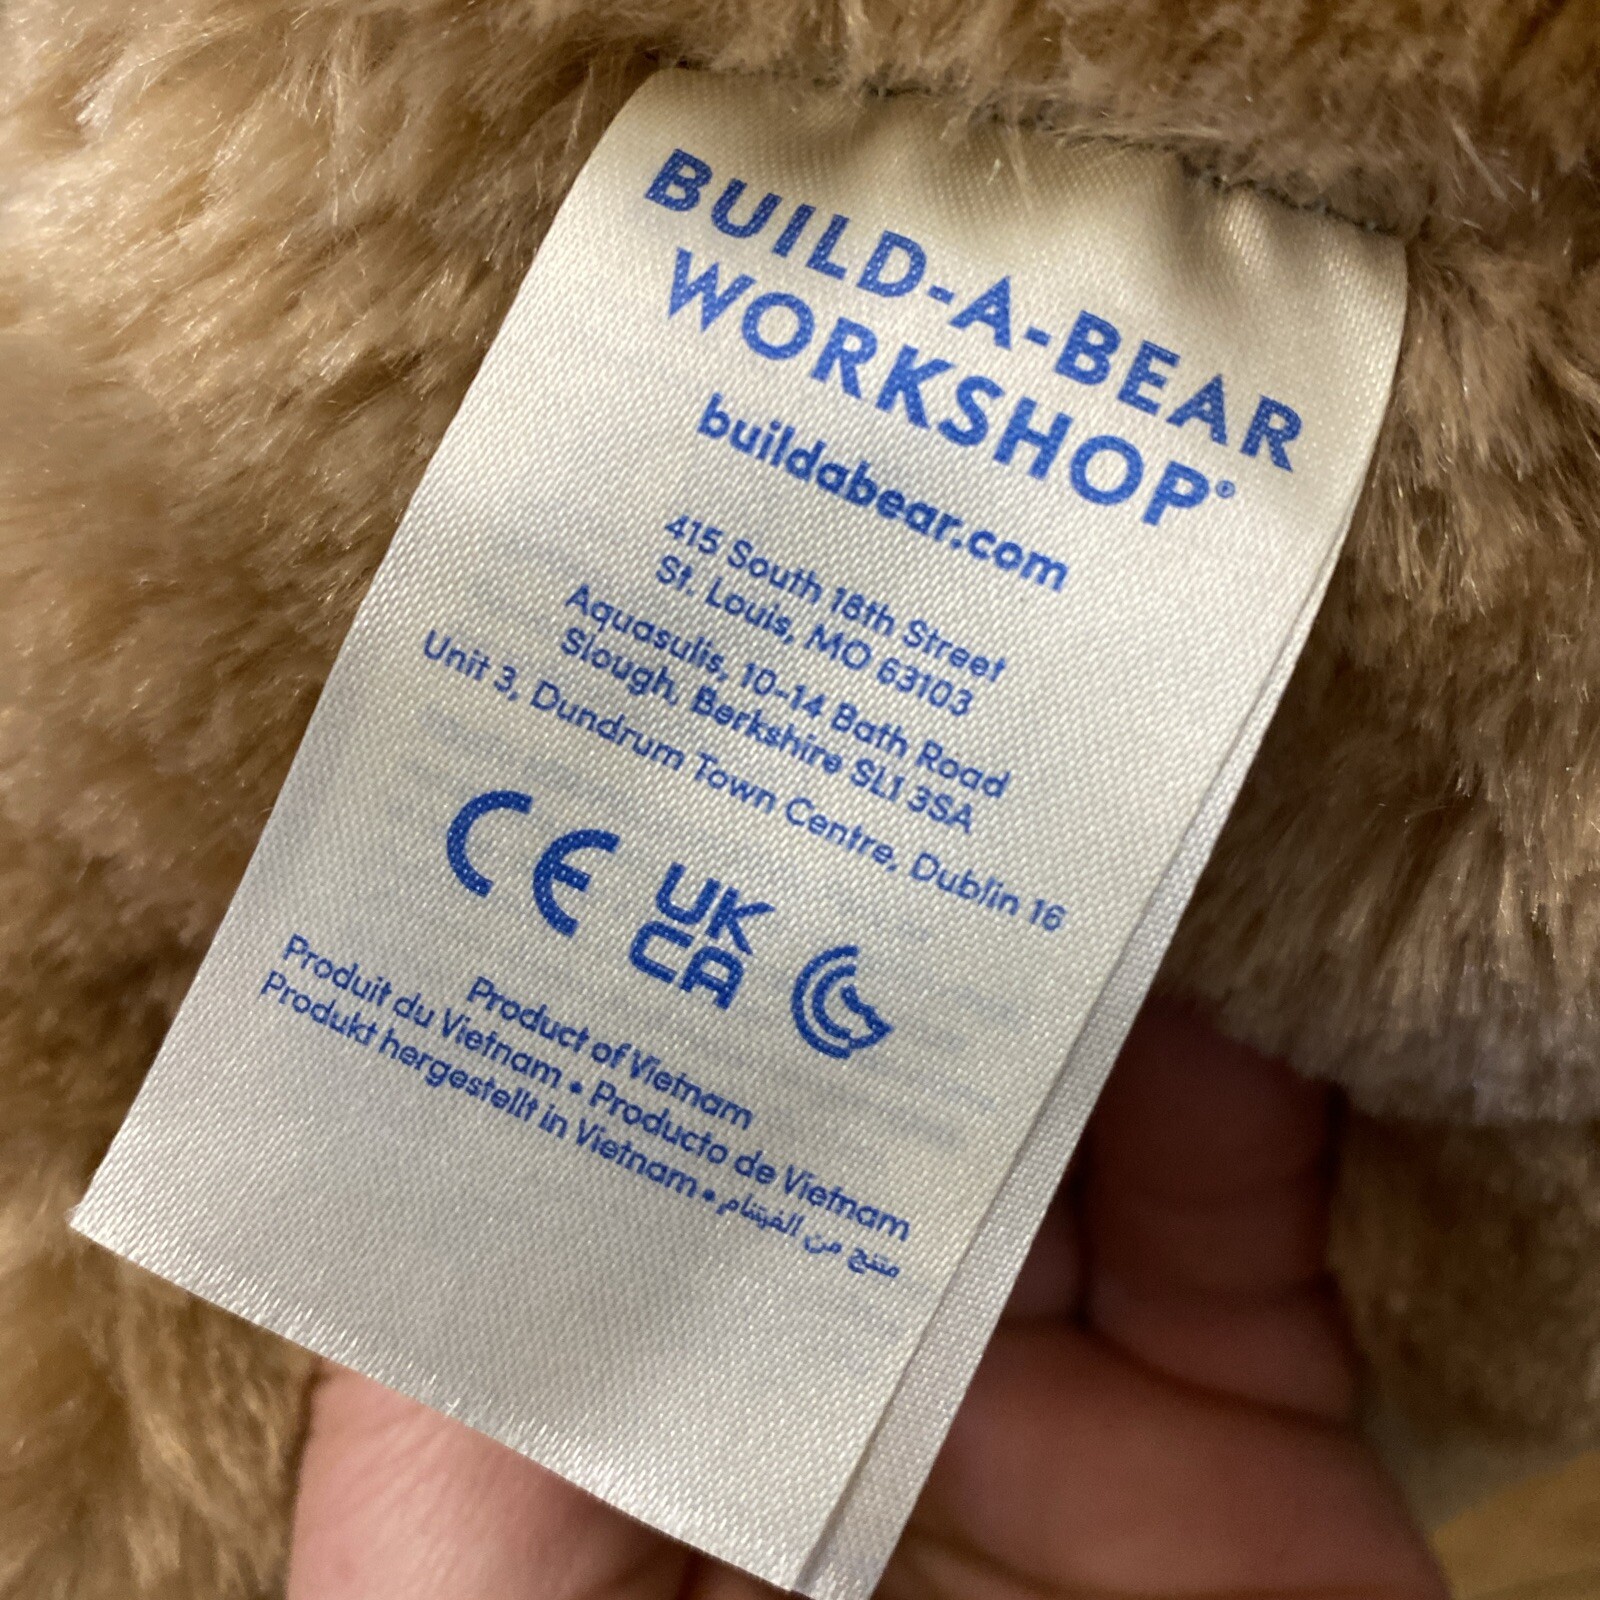 BUILD-A-BEAR
WORKSHOP®
buildabear.com
415 South 18th Street
St. Louis, MO 63103
Aquasulis, 10-14 Bath Road
Slough, Berkshire SL1 3SA
Unit 3, Dundrum Town Centre, Dublin 16
CE UK CA
Product of Vietnam
Produit du Vietnam • Producto de Vietnam
Produkt hergestellt in Vietnam • منتج من الفيتنام